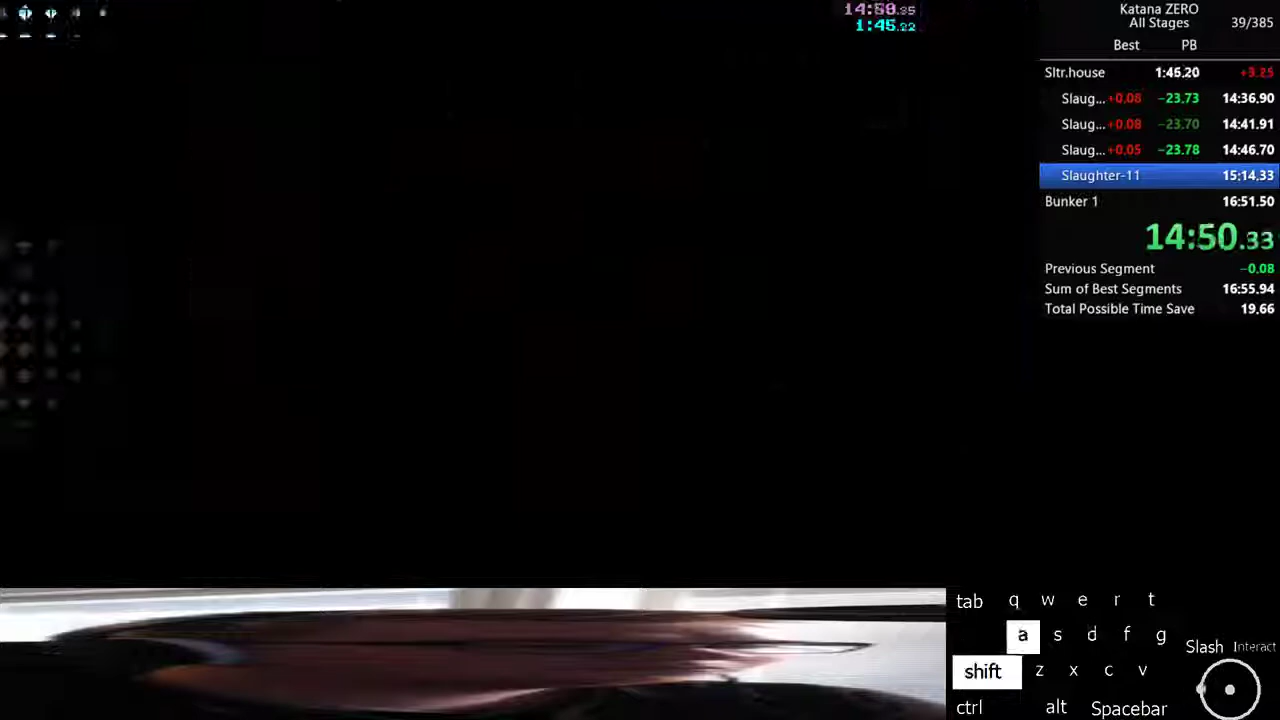 14:50.35
1:45.22
Katana ZERO
All Stages 39/385
Best PB
Sltr.house 1:46.20 +3.25
Slaug... +0.08 −23.73 14:36.90
Slaug... +0.08 −23.70 14:41.91
Slaug... +0.05 −23.78 14:46.70
Slaughter-11 15:14.33
Bunker 1 16:51.50
14:50.33
Previous Segment −0.08
Sum of Best Segments 16:55.94
Total Possible Time Save 19.66
tab q w e r t
a s d f g
Slash Interact
shift z x c v
ctrl alt Spacebar